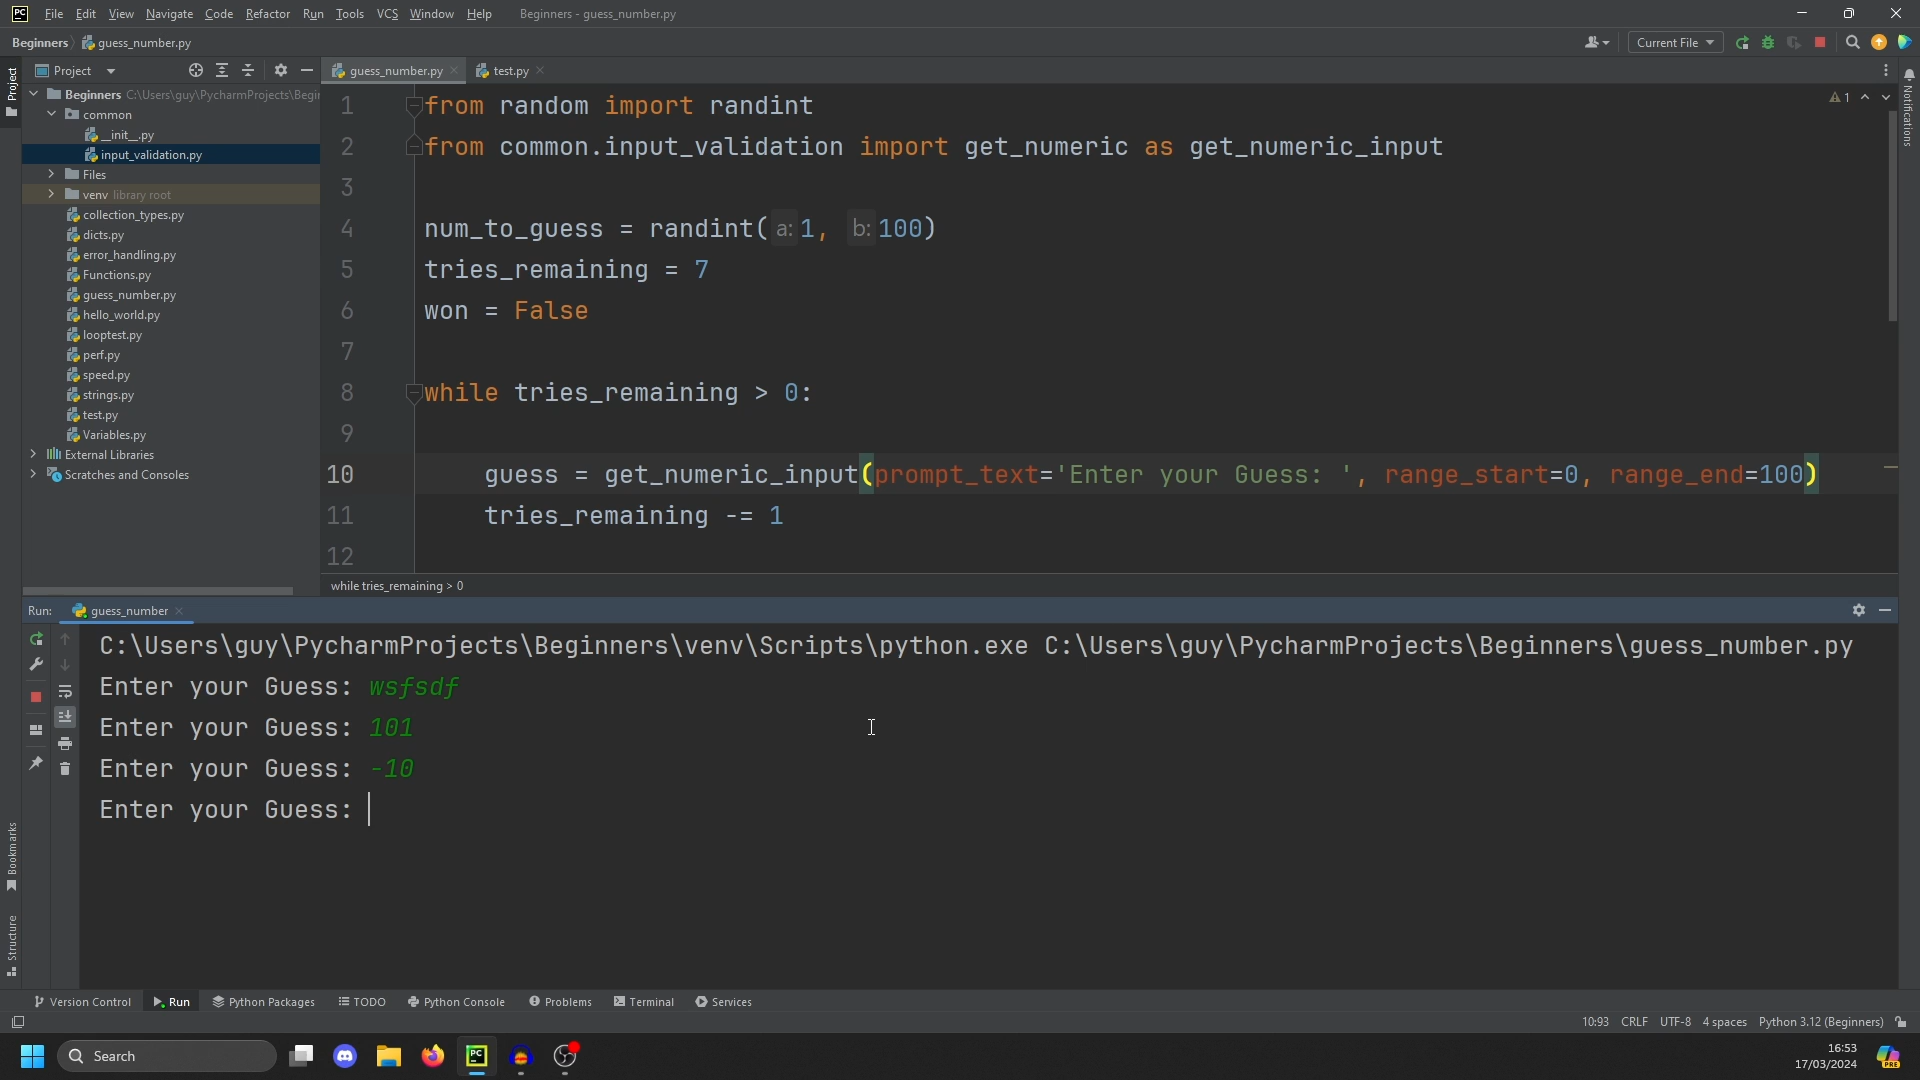 PC File Edit View Navigate Code Refactor Run Tools VCS Window Help Beginners - guess_number.py
Beginners guess_number.py Current File
Project guess_number.py test.py
Project
Beginners C:\Users\guy\PycharmProjects\Begi
common
__init__.py
input_validation.py
Files
venv library root
collection_types.py
dicts.py
error_handling.py
Functions.py
guess_number.py
hello_world.py
looptest.py
perf.py
speed.py
strings.py
test.py
Variables.py
External Libraries
Scratches and Consoles
1 from random import randint
2 from common.input_validation import get_numeric as get_numeric_input
3
4 num_to_guess = randint(a: 1, b: 100)
5 tries_remaining = 7
6 won = False
7
8 while tries_remaining > 0:
9
10 guess = get_numeric_input(prompt_text='Enter your Guess: ', range_start=0, range_end=100)
11 tries_remaining -= 1
12
1
Notifications
while tries_remaining > 0
Run: guess_number
C:\Users\guy\PycharmProjects\Beginners\venv\Scripts\python.exe C:\Users\guy\PycharmProjects\Beginners\guess_number.py
Enter your Guess: wsfsdf
Enter your Guess: 101
Enter your Guess: -10
Enter your Guess:
Bookmarks
Structure
Version Control Run Python Packages TODO Python Console Problems Terminal Services
10:93 CRLF UTF-8 4 spaces Python 3.12 (Beginners)
Search PC 16:53
17/03/2024 PRE